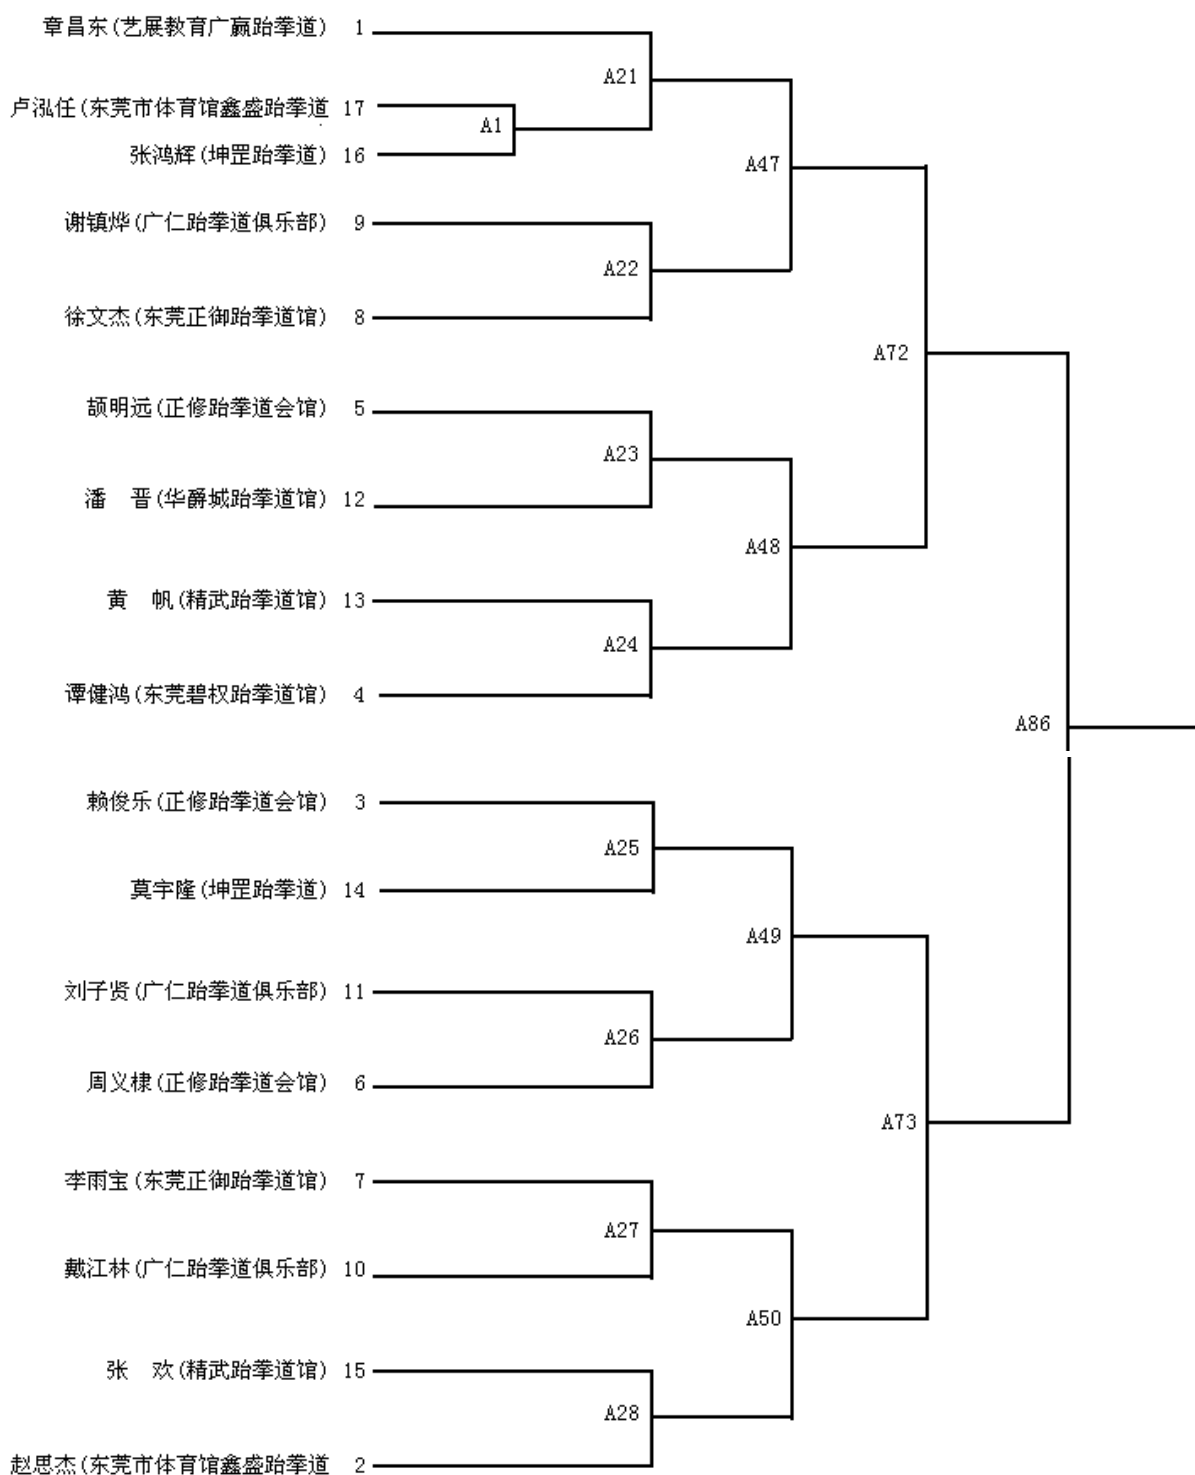 章昌东(艺展教育广赢跆拳道) 1
A21
卢泓任(东莞市体育馆鑫盛跆拳道 17
A1
张鸿辉(坤罡跆拳道) 16
A47
谢镇烨(广仁跆拳道俱乐部) 9
A22
徐文杰(东莞正御跆拳道馆) 8
A72
颉明远(正修跆拳道会馆) 5
A23
潘 晋(华爵城跆拳道馆) 12
A48
黄 帆(精武跆拳道馆) 13
A24
谭健鸿(东莞碧权跆拳道馆) 4
A86
赖俊乐(正修跆拳道会馆) 3
A25
莫宇隆(坤罡跆拳道) 14
A49
刘子贤(广仁跆拳道俱乐部) 11
A26
周义棣(正修跆拳道会馆) 6
A73
李雨宝(东莞正御跆拳道馆) 7
A27
戴江林(广仁跆拳道俱乐部) 10
A50
张 欢(精武跆拳道馆) 15
A28
赵思杰(东莞市体育馆鑫盛跆拳道 2